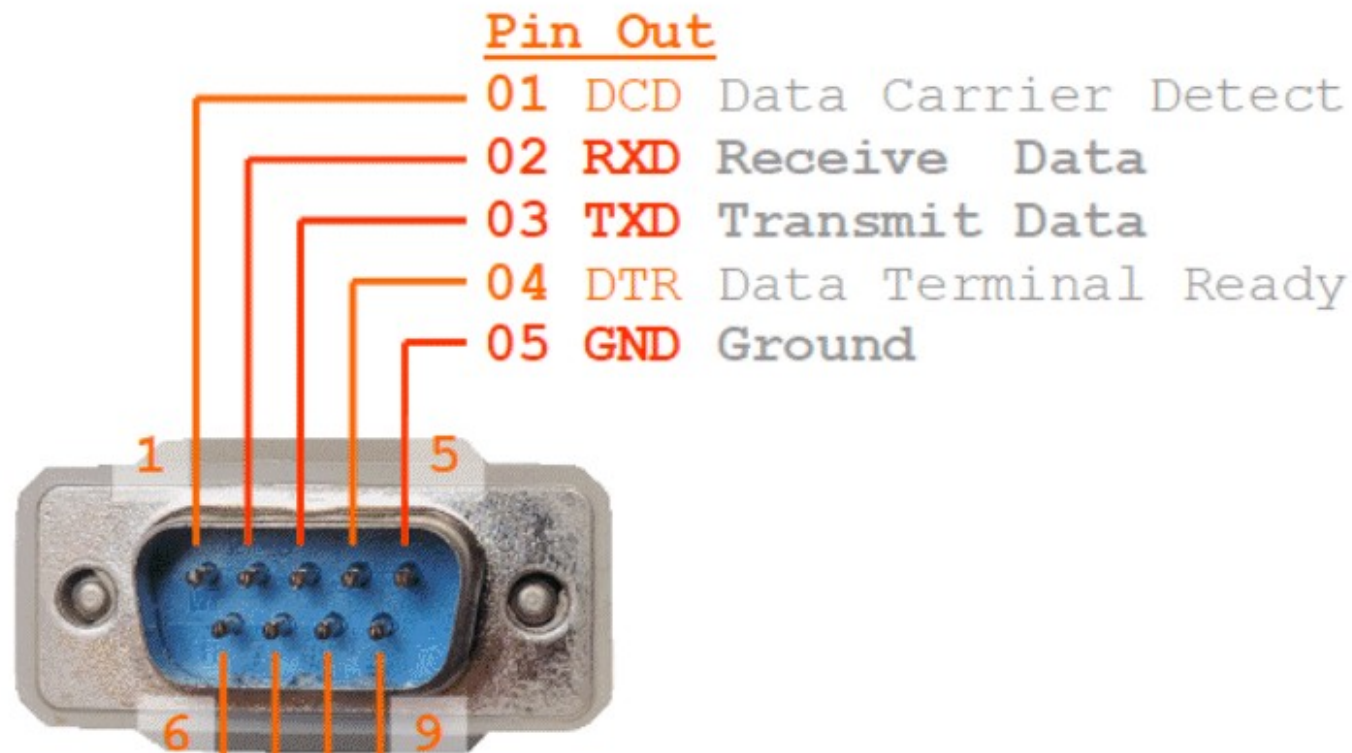 Pin Out
01 DCD Data Carrier Detect
02 RXD Receive Data
03 TXD Transmit Data
04 DTR Data Terminal Ready
05 GND Ground
1 5
6 9